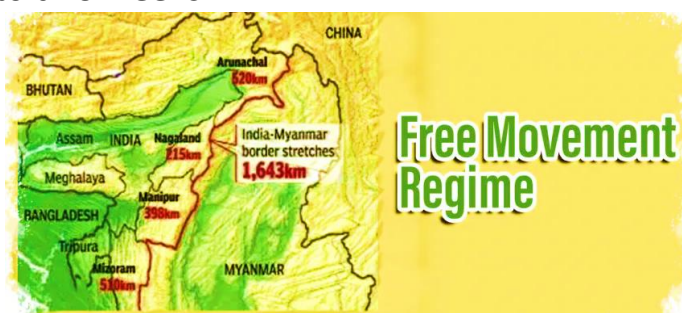 CHINA
Arunachal
520km
BHUTAN
Assam
INDIA
Nagaland
215km
India-Myanmar
border stretches
1,643km
Meghalaya
Manipur
398km
BANGLADESH
Tripura
Mizoram
510km
MYANMAR
Free Movement
Regime